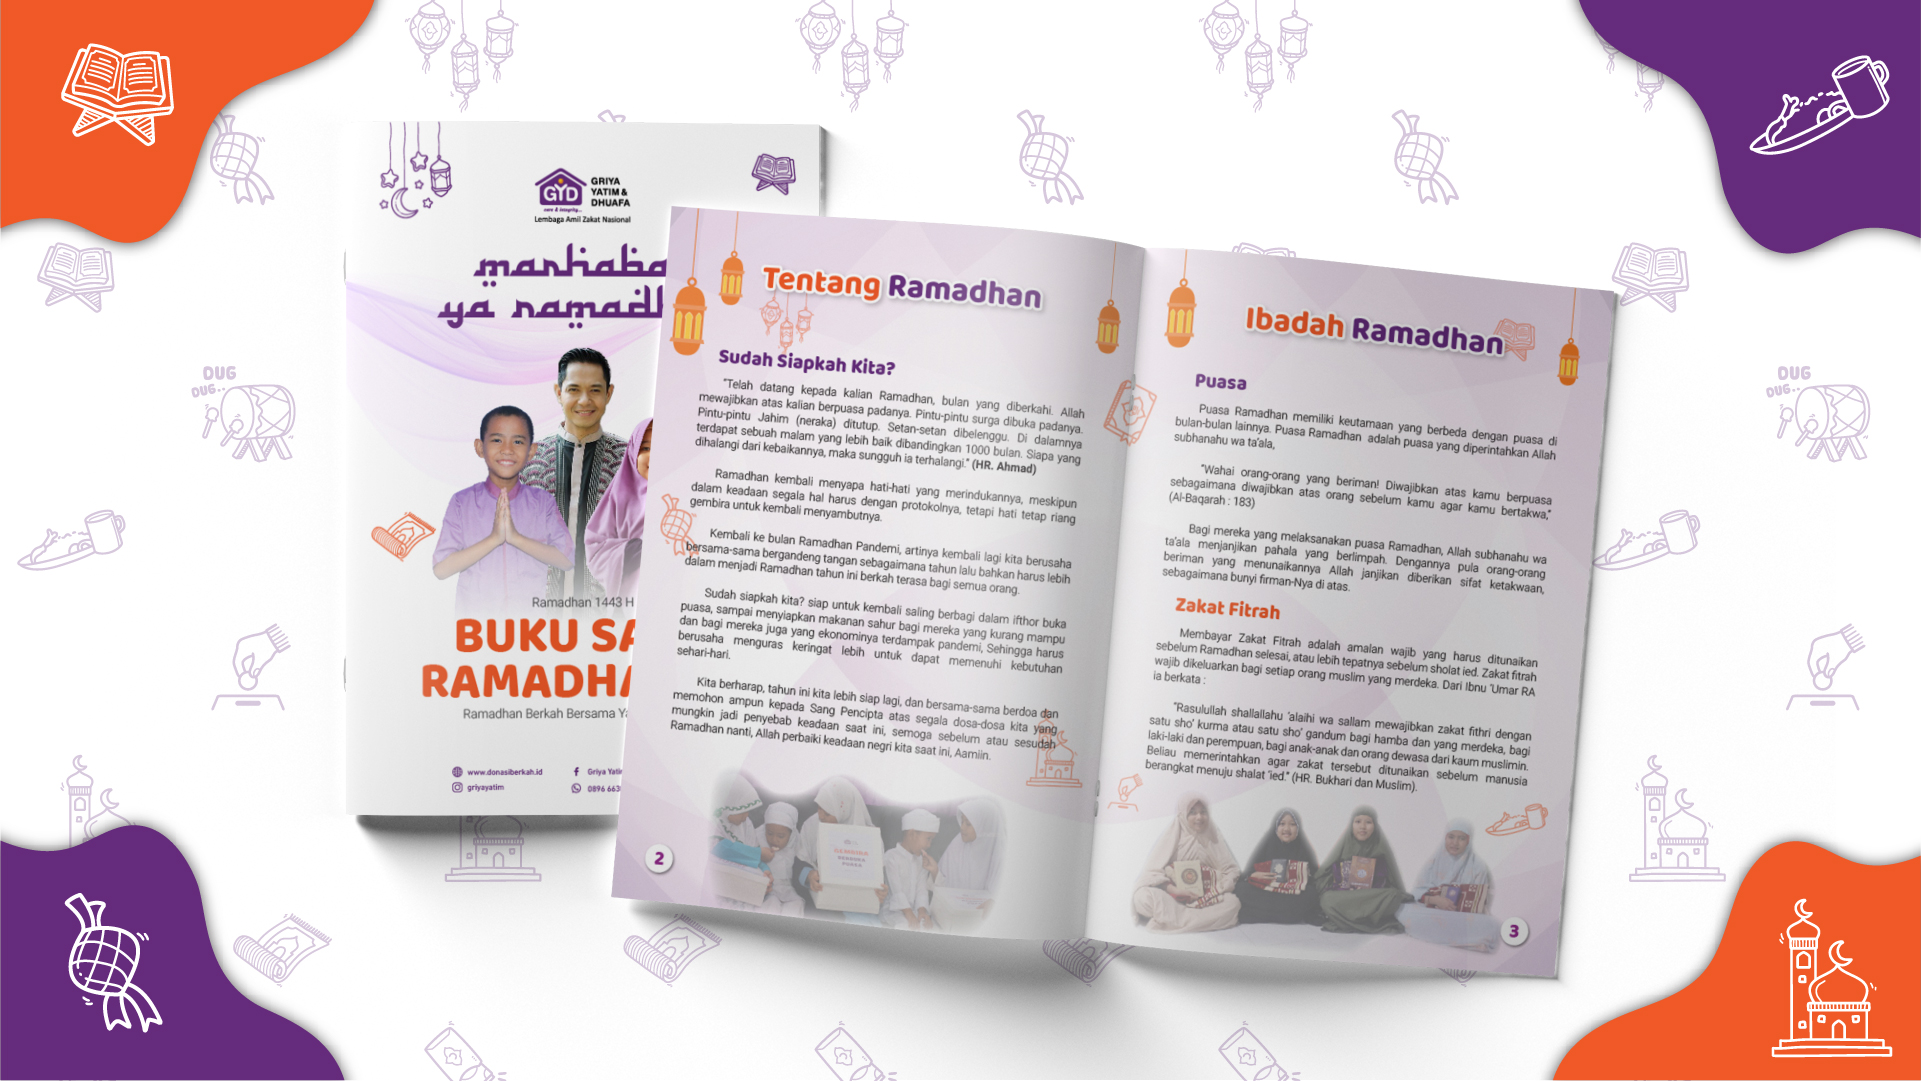 GRIYA
YATIM &
DHUAFA
GYD
care & integrity...
Lembaga Amil Zakat Nasional
marhaba
ya ramadh
Ramadhan 1443 H
BUKU SA
RAMADHA
Ramadhan Berkah Bersama Ya
www.donasiberkah.id
griyayatim
Griya Yatim
0896 663
Tentang Ramadhan
Sudah Siapkah Kita?
"Telah datang kepada kalian Ramadhan, bulan yang diberkahi. Allah
mewajibkan atas kalian berpuasa padanya. Pintu-pintu surga dibuka padanya.
Pintu-pintu Jahim (neraka) ditutup. Setan-setan dibelenggu. Di dalamnya
terdapat sebuah malam yang lebih baik dibandingkan 1000 bulan. Siapa yang
dihalangi dari kebaikannya, maka sungguh ia terhalangi." (HR. Ahmad)
Ramadhan kembali menyapa hati-hati yang merindukannya, meskipun
dalam keadaan segala hal harus dengan protokolnya, tetapi hati tetap riang
gembira untuk kembali menyambutnya.
Kembali ke bulan Ramadhan Pandemi, artinya kembali lagi kita berusaha
bersama-sama bergandeng tangan sebagaimana tahun lalu bahkan harus lebih
dalam menjadi Ramadhan tahun ini berkah terasa bagi semua orang.
Sudah siapkah kita? siap untuk kembali saling berbagi dalam ifthor buka
puasa, sampai menyiapkan makanan sahur bagi mereka yang kurang mampu
dan bagi mereka juga yang ekonominya terdampak pandemi, Sehingga harus
berusaha menguras keringat lebih untuk dapat memenuhi kebutuhan
sehari-hari.
Kita berharap, tahun ini kita lebih siap lagi, dan bersama-sama berdoa dan
memohon ampun kepada Sang Pencipta atas segala dosa-dosa kita yang
mungkin jadi penyebab keadaan saat ini, semoga sebelum atau sesudah
Ramadhan nanti, Allah perbaiki keadaan negri kita saat ini, Aamiin.
2
Ibadah Ramadhan
Puasa
Puasa Ramadhan memiliki keutamaan yang berbeda dengan puasa di
bulan-bulan lainnya. Puasa Ramadhan adalah puasa yang diperintahkan Allah
subhanahu wa ta'ala,
"Wahai orang-orang yang beriman! Diwajibkan atas kamu berpuasa
sebagaimana diwajibkan atas orang sebelum kamu agar kamu bertakwa,"
(Al-Baqarah : 183)
Bagi mereka yang melaksanakan puasa Ramadhan, Allah subhanahu wa
ta'ala menjanjikan pahala yang berlimpah. Dengannya pula orang-orang
beriman yang menunaikannya Allah janjikan diberikan sifat ketakwaan,
sebagaimana bunyi firman-Nya di atas.
Zakat Fitrah
Membayar Zakat Fitrah adalah amalan wajib yang harus ditunaikan
sebelum Ramadhan selesai, atau lebih tepatnya sebelum sholat ied. Zakat fitrah
wajib dikeluarkan bagi setiap orang muslim yang merdeka. Dari Ibnu 'Umar RA
ia berkata :
"Rasulullah shallallahu 'alaihi wa sallam mewajibkan zakat fithri dengan
satu sho' kurma atau satu sho' gandum bagi hamba dan yang merdeka, bagi
laki-laki dan perempuan, bagi anak-anak dan orang dewasa dari kaum muslimin.
Beliau memerintahkan agar zakat tersebut ditunaikan sebelum manusia
berangkat menuju shalat 'ied." (HR. Bukhari dan Muslim).
3
DUG
DUG..
DUG
DUG..